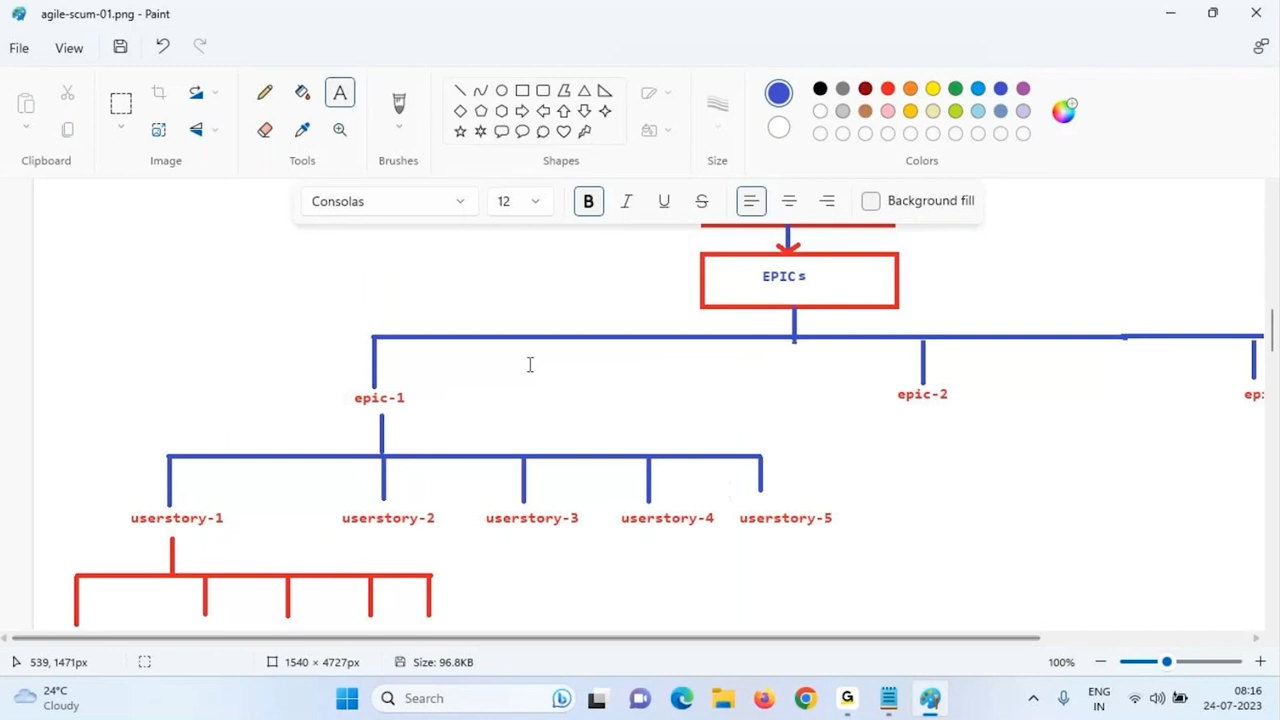 agile-scum-01.png - Paint
File View
Clipboard Image Tools Brushes Shapes Size Colors
A
Consolas 12 B I U S Background fill
EPICs
epic-1 epic-2 epi
userstory-1 userstory-2 userstory-3 userstory-4 userstory-5
539, 1471px 1540 × 4727px Size: 96.8KB 100%
24°C
Cloudy
Search
ENG
IN
08:16
24-07-2023